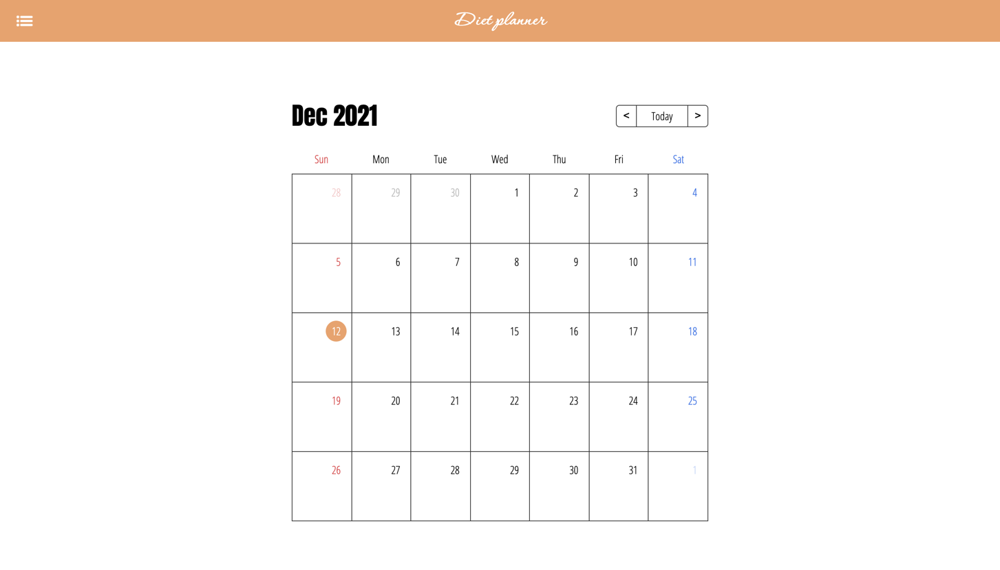 Diet planner
Dec 2021
< Today >
Sun Mon Tue Wed Thu Fri Sat
28 29 30 1 2 3 4
5 6 7 8 9 10 11
12 13 14 15 16 17 18
19 20 21 22 23 24 25
26 27 28 29 30 31 1